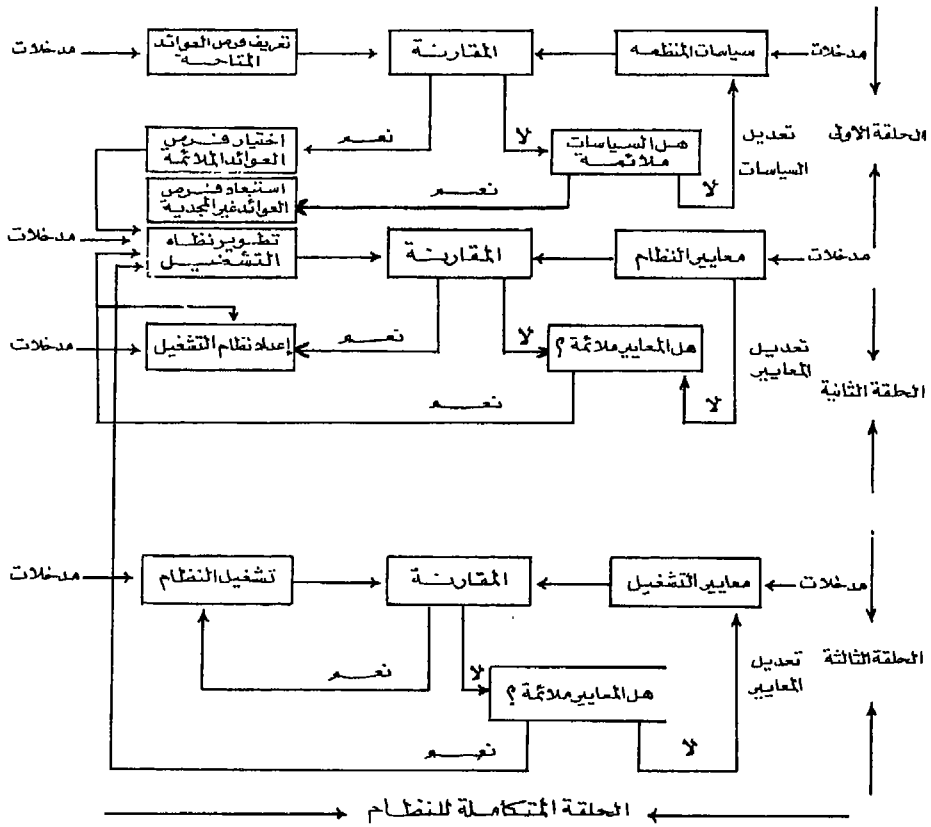 مدخلات
سياسات المنظمه
المقارنة
تعريف فرص العوائد
المتاحة
مدخلات
الحلقة الاولى
تعديل
السياسات
لا
هل السياسات
ملائمة
لا
نعم
اختيار فرص
العوائد الملائمة
نعم
استبعاد فرص
العوائد غير المجدية
مدخلات
معايير النظام
المقارنة
تطوير نظام
التشغيل
مدخلات
الحلقة الثانية
تعديل
المعايير
لا
هل المعايير ملائمة ؟
لا
نعم
إعداد نظام التشغيل
مدخلات
نعم
مدخلات
معايير التشغيل
المقارنة
تشغيل النظام
مدخلات
الحلقة الثالثة
تعديل
المعايير
لا
هل المعايير ملائمة ؟
لا
نعم
نعم
الحلقة المتكاملة للنظام